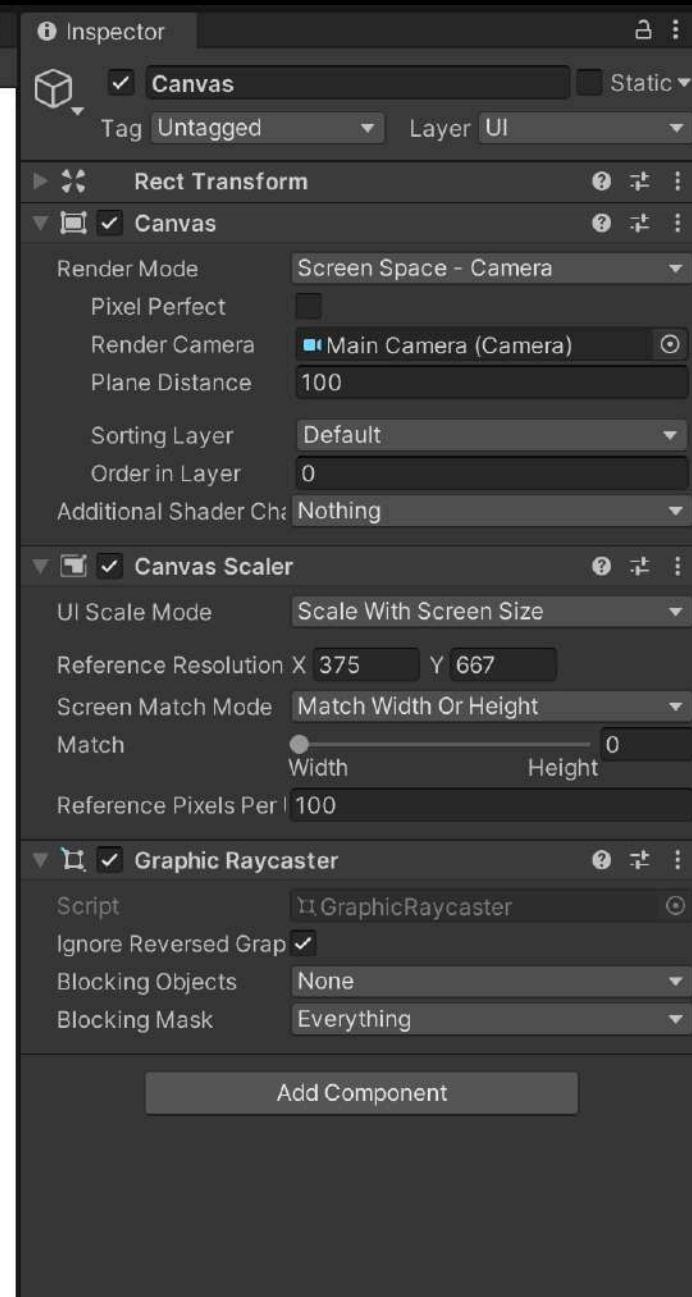 Inspector
Canvas Static
Tag Untagged Layer UI
Rect Transform
Canvas
Render Mode Screen Space - Camera
Pixel Perfect
Render Camera Main Camera (Camera)
Plane Distance 100
Sorting Layer Default
Order in Layer 0
Additional Shader Cha Nothing
Canvas Scaler
UI Scale Mode Scale With Screen Size
Reference Resolution X 375 Y 667
Screen Match Mode Match Width Or Height
Match 0
Width Height
Reference Pixels Per 100
Graphic Raycaster
Script GraphicRaycaster
Ignore Reversed Grap
Blocking Objects None
Blocking Mask Everything
Add Component